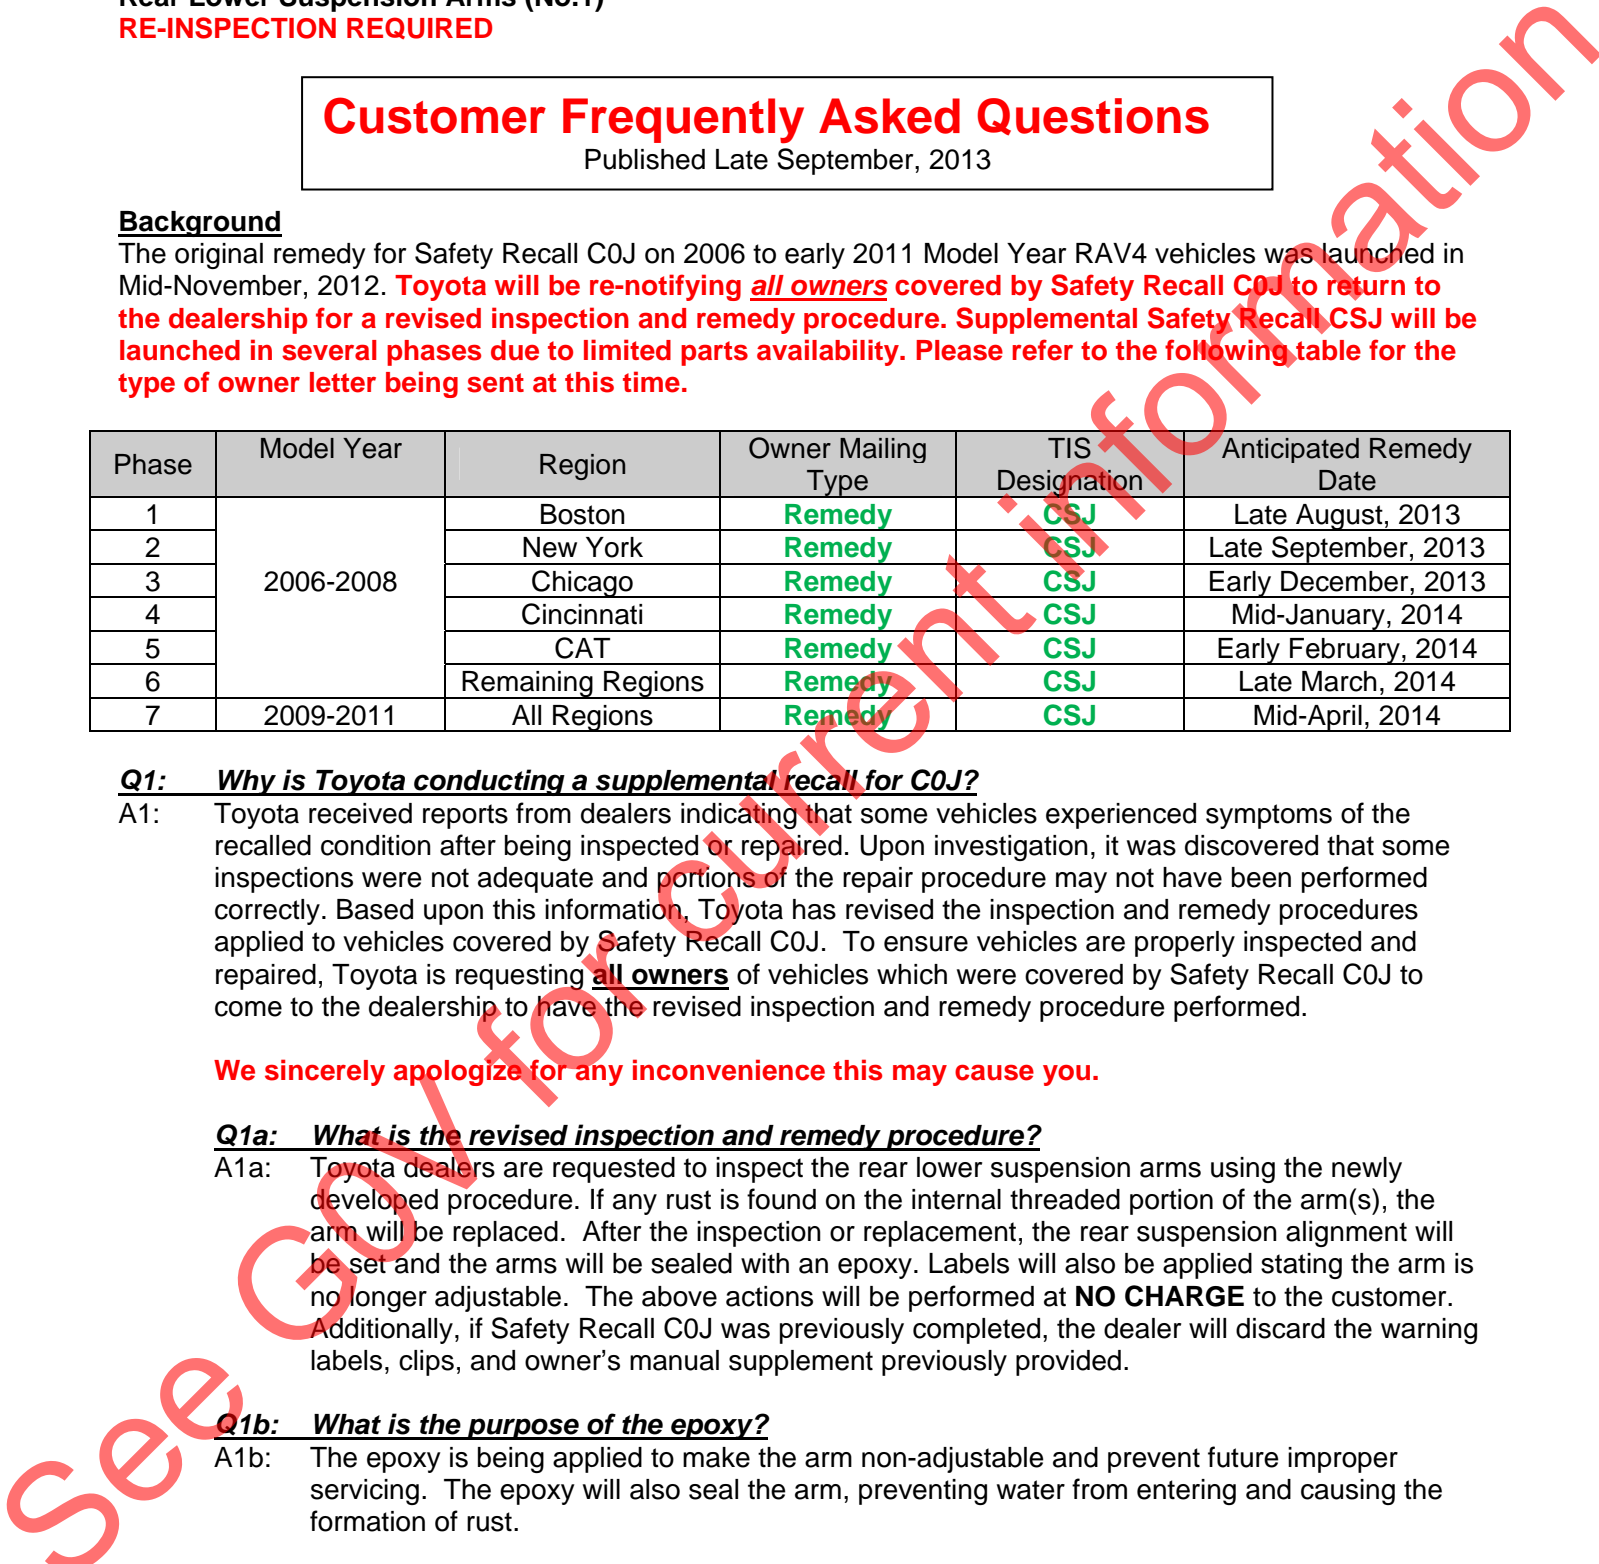 Rear Lower Suspension Arms (No.1)
RE-INSPECTION REQUIRED
Customer Frequently Asked Questions
Published Late September, 2013
Background
The original remedy for Safety Recall C0J on 2006 to early 2011 Model Year RAV4 vehicles was launched in
Mid-November, 2012. Toyota will be re-notifying all owners covered by Safety Recall C0J to return to
the dealership for a revised inspection and remedy procedure. Supplemental Safety Recall CSJ will be
launched in several phases due to limited parts availability. Please refer to the following table for the
type of owner letter being sent at this time.
Phase Model Year Region Owner Mailing Type TIS Designation Anticipated Remedy Date
1 2006-2008 Boston Remedy CSJ Late August, 2013
2 New York Remedy CSJ Late September, 2013
3 Chicago Remedy CSJ Early December, 2013
4 Cincinnati Remedy CSJ Mid-January, 2014
5 CAT Remedy CSJ Early February, 2014
6 Remaining Regions Remedy CSJ Late March, 2014
7 2009-2011 All Regions Remedy CSJ Mid-April, 2014
Q1: Why is Toyota conducting a supplemental recall for C0J?
A1: Toyota received reports from dealers indicating that some vehicles experienced symptoms of the
recalled condition after being inspected or repaired. Upon investigation, it was discovered that some
inspections were not adequate and portions of the repair procedure may not have been performed
correctly. Based upon this information, Toyota has revised the inspection and remedy procedures
applied to vehicles covered by Safety Recall C0J. To ensure vehicles are properly inspected and
repaired, Toyota is requesting all owners of vehicles which were covered by Safety Recall C0J to
come to the dealership to have the revised inspection and remedy procedure performed.
We sincerely apologize for any inconvenience this may cause you.
Q1a: What is the revised inspection and remedy procedure?
A1a: Toyota dealers are requested to inspect the rear lower suspension arms using the newly
developed procedure. If any rust is found on the internal threaded portion of the arm(s), the
arm will be replaced. After the inspection or replacement, the rear suspension alignment will
be set and the arms will be sealed with an epoxy. Labels will also be applied stating the arm is
no longer adjustable. The above actions will be performed at NO CHARGE to the customer.
Additionally, if Safety Recall C0J was previously completed, the dealer will discard the warning
labels, clips, and owner's manual supplement previously provided.
Q1b: What is the purpose of the epoxy?
A1b: The epoxy is being applied to make the arm non-adjustable and prevent future improper
servicing. The epoxy will also seal the arm, preventing water from entering and causing the
formation of rust.
See G0V for current information